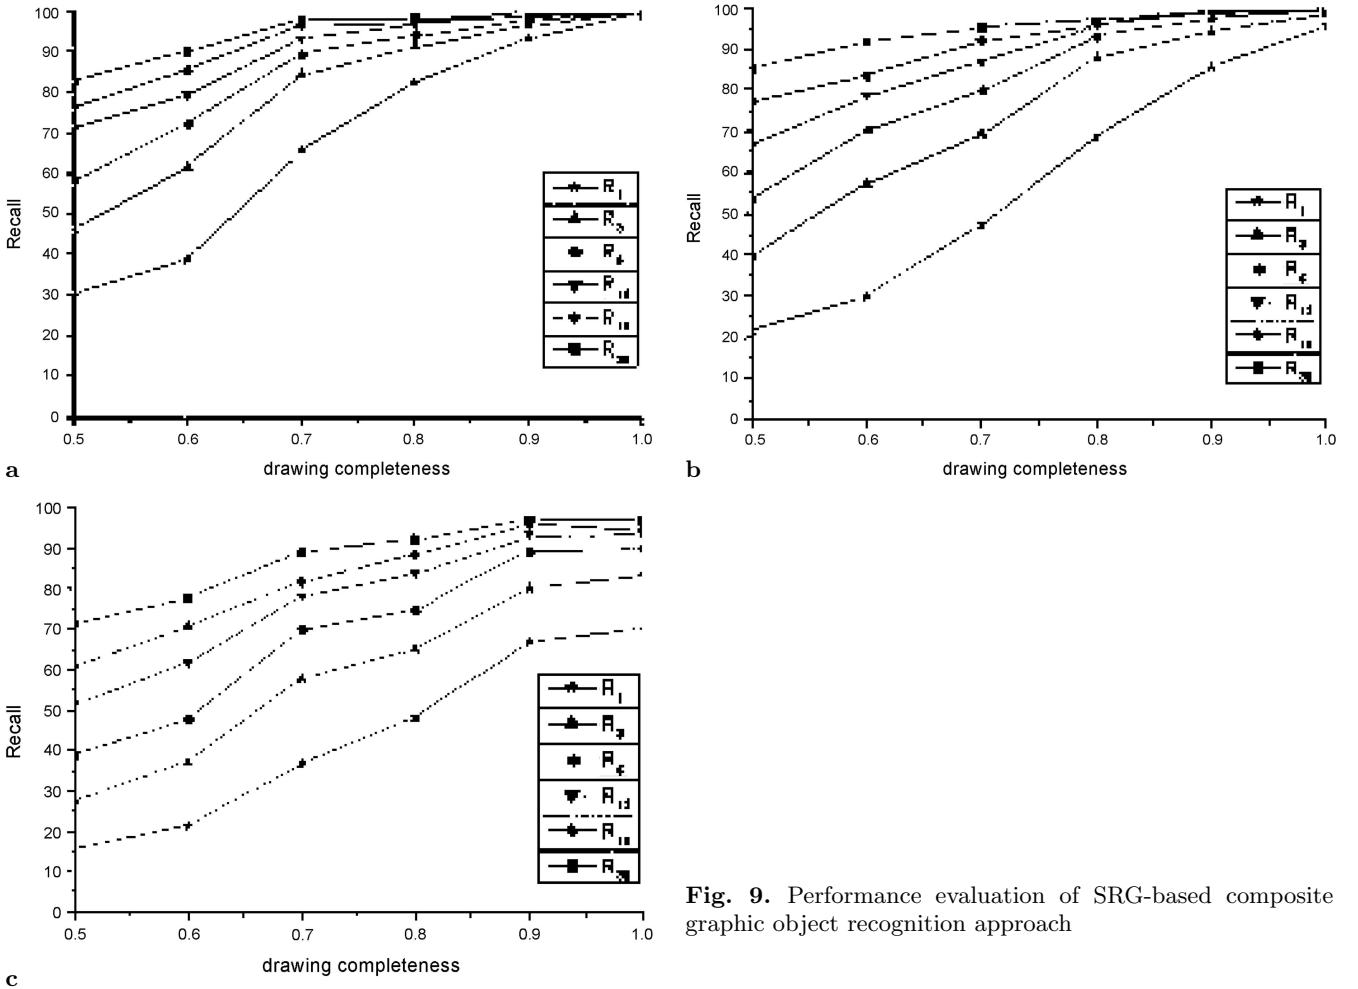 100
90
80
70
60
50
40
30
20
10
0
Recall
0.5 0.6 0.7 0.8 0.9 1.0
drawing completeness
a
R1
100
90
80
70
60
50
40
30
20
10
0
Recall
0.5 0.6 0.7 0.8 0.9 1.0
drawing completeness
b
R1
100
90
80
70
60
50
40
30
20
10
0
Recall
0.5 0.6 0.7 0.8 0.9 1.0
drawing completeness
c
R1
Fig. 9. Performance evaluation of SRG-based composite
graphic object recognition approach